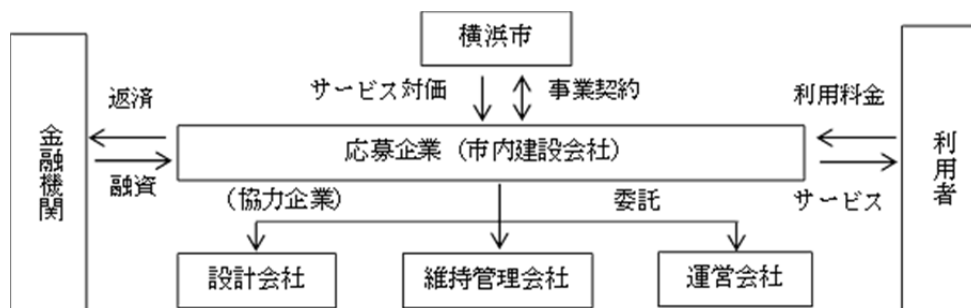 横浜市
サービス対価
事業契約
返済
利用料金
金融機関
応募企業（市内建設会社）
利用者
融資
（協力企業）
委託
サービス
設計会社
維持管理会社
運営会社